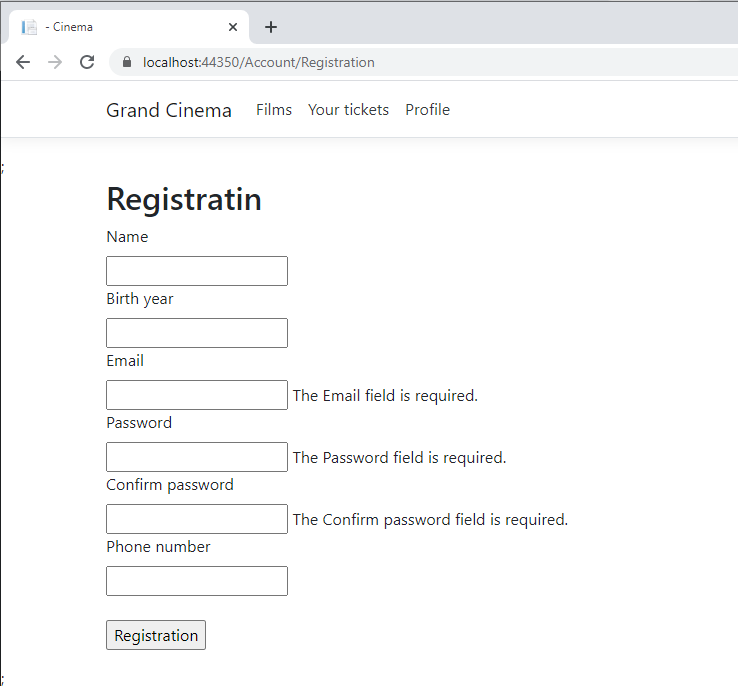 - Cinema
localhost:44350/Account/Registration
Grand Cinema Films Your tickets Profile
;
Registratin
Name
Birth year
Email
The Email field is required.
Password
The Password field is required.
Confirm password
The Confirm password field is required.
Phone number
Registration
;